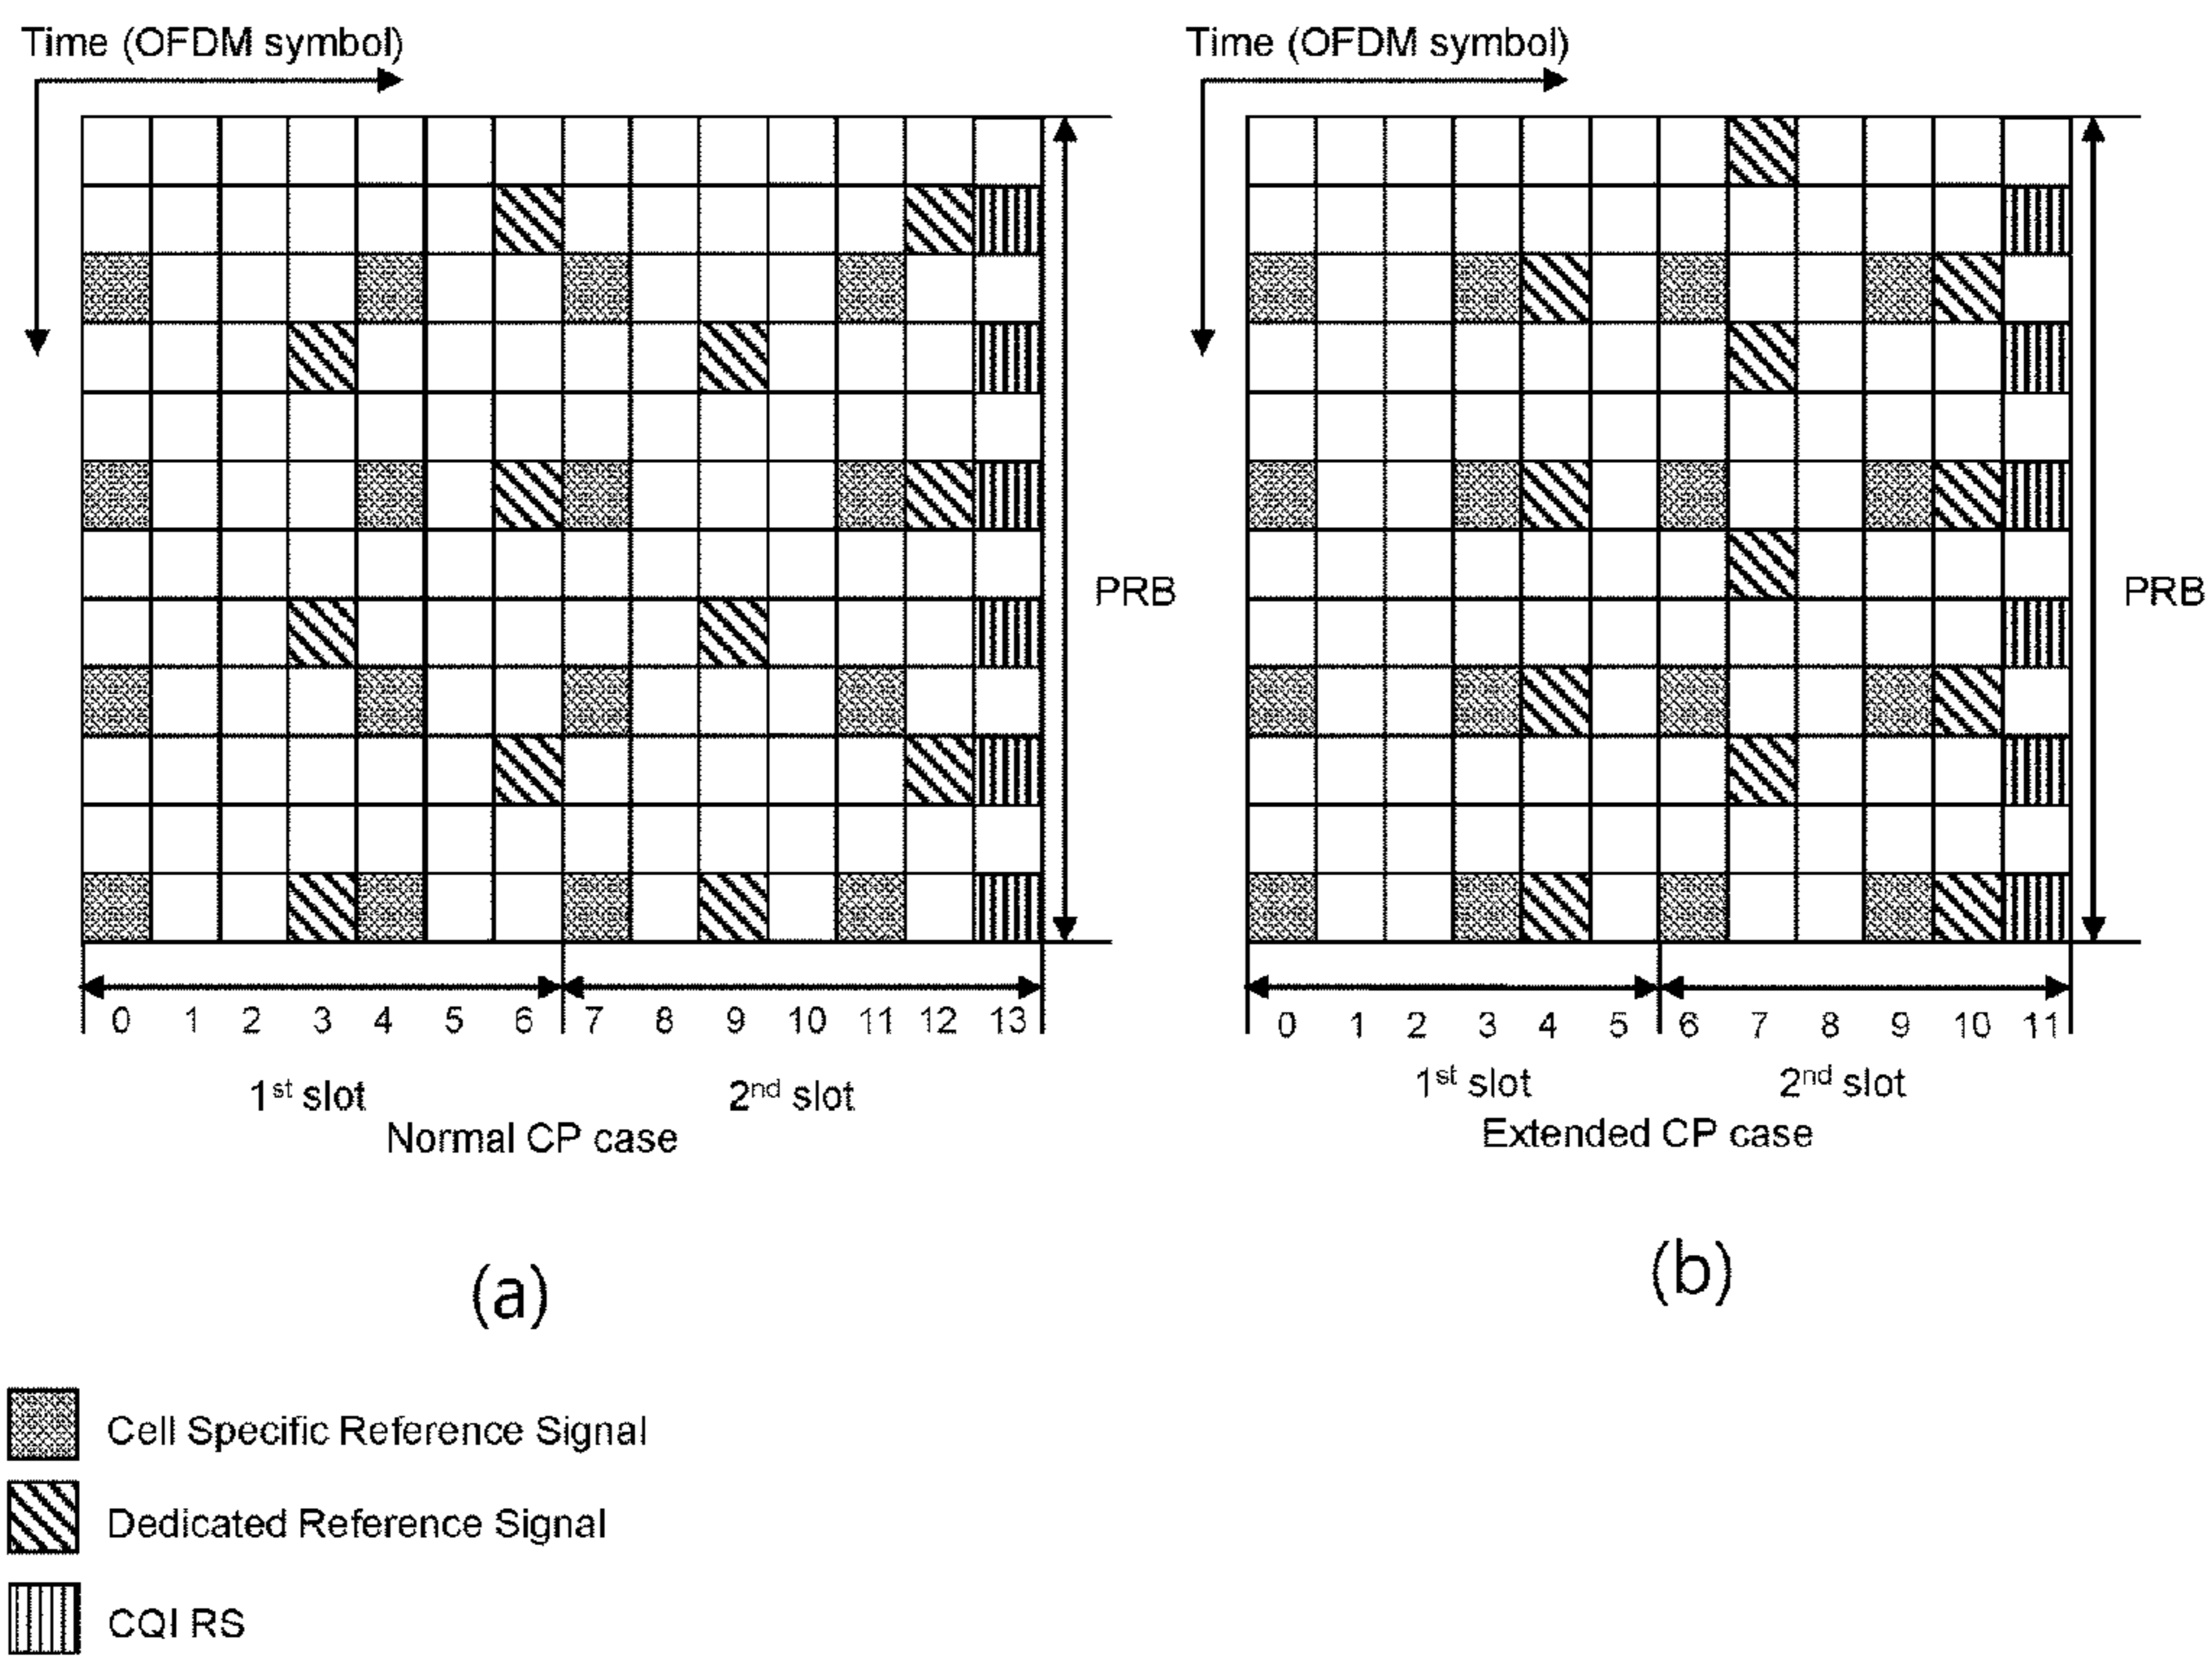 Time (OFDM symbol)
PRB
0 1 2 3 4 5 6 7 8 9 10 11 12 13
1st slot 2nd slot
Normal CP case
(a)
Time (OFDM symbol)
PRB
0 1 2 3 4 5 6 7 8 9 10 11
1st slot 2nd slot
Extended CP case
(b)
Cell Specific Reference Signal
Dedicated Reference Signal
CQI RS